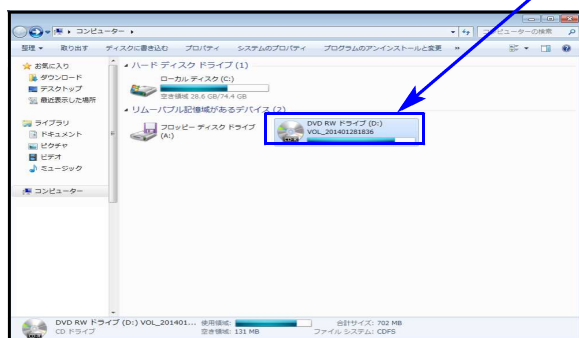 コンピューター
コンピューターの検索
整理 取り出す ディスクに書き込む プロパティ システムのプロパティ プログラムのアンインストールと変更 »
お気に入り
ダウンロード
デスクトップ
最近表示した場所
ライブラリ
ドキュメント
ピクチャ
ビデオ
ミュージック
コンピューター
ハード ディスク ドライブ (1)
ローカル ディスク (C:)
空き領域 28.6 GB/74.4 GB
リムーバブル記憶域があるデバイス (2)
フロッピー ディスク ドライブ
(A:)
DVD RW ドライブ (D:)
VOL_201401281836
DVD RW ドライブ (D:) VOL_201401... 使用領域: 合計サイズ: 702 MB
CD ドライブ 空き領域: 131 MB ファイル システム: CDFS